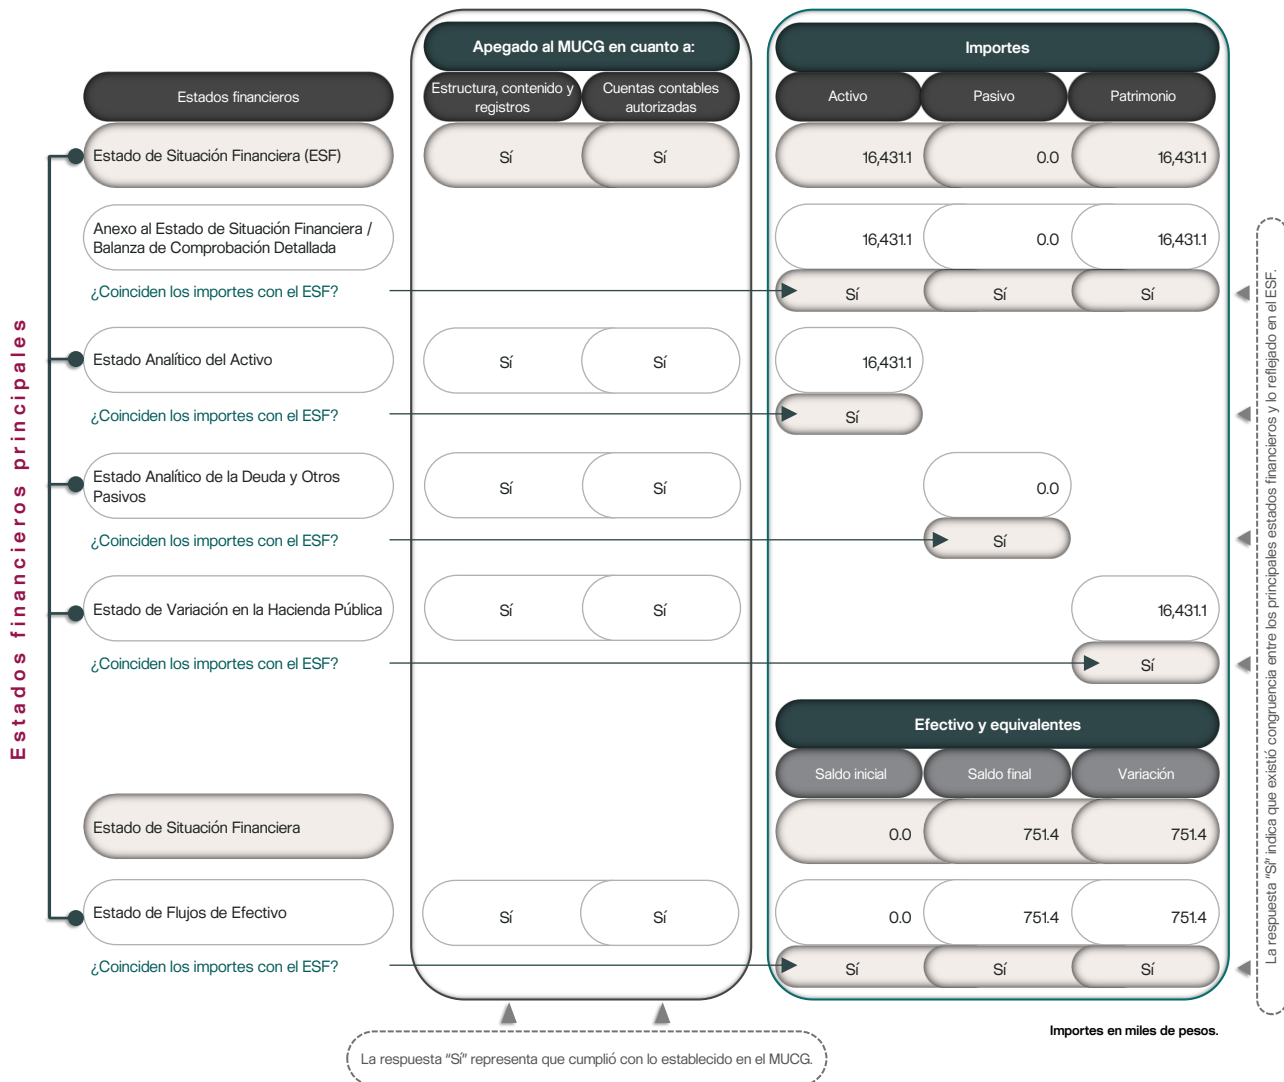 Apegado al MUCG en cuanto a:
Importes
Estados financieros
Estructura, contenido y
registros
Cuentas contables
autorizadas
Activo
Pasivo
Patrimonio
Estado de Situación Financiera (ESF)
Sí
Sí
16,431.1
0.0
16,431.1
Anexo al Estado de Situación Financiera /
Balanza de Comprobación Detallada
16,431.1
0.0
16,431.1
¿Coinciden los importes con el ESF?
Sí
Sí
Sí
Estado Analítico del Activo
Sí
Sí
16,431.1
¿Coinciden los importes con el ESF?
Sí
Estado Analítico de la Deuda y Otros
Pasivos
Sí
Sí
0.0
¿Coinciden los importes con el ESF?
Sí
Estado de Variación en la Hacienda Pública
Sí
Sí
16,431.1
¿Coinciden los importes con el ESF?
Sí
Efectivo y equivalentes
Saldo inicial
Saldo final
Variación
Estado de Situación Financiera
0.0
751.4
751.4
Estado de Flujos de Efectivo
Sí
Sí
0.0
751.4
751.4
¿Coinciden los importes con el ESF?
Sí
Sí
Sí
Estados financieros principales
La respuesta "Sí" indica que existió congruencia entre los principales estados financieros y lo reflejado en el ESF.
Importes en miles de pesos.
La respuesta "Sí" representa que cumplió con lo establecido en el MUCG.